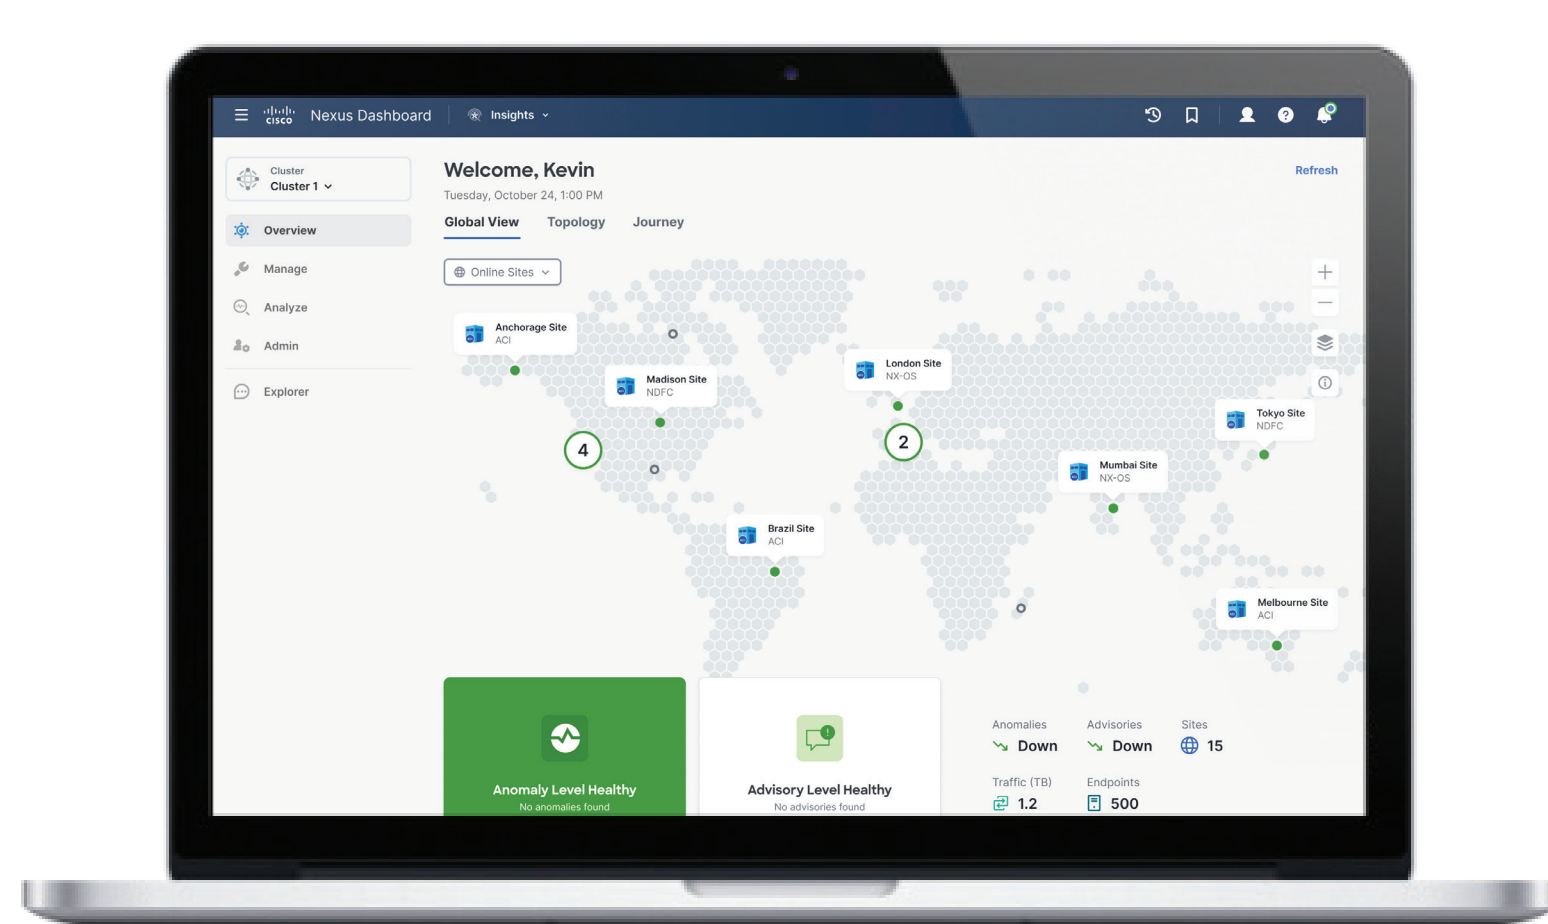 CISCO
Nexus Dashboard
Insights
Cluster
Cluster 1
Overview
Manage
Analyze
Admin
Explorer
Welcome, Kevin
Refresh
Tuesday, October 24, 1:00 PM
Global View
Topology
Journey
Online Sites
Anchorage Site
ACI
Madison Site
NDFC
London Site
NX-OS
Tokyo Site
NDFC
4
2
Mumbai Site
NX-OS
Brazil Site
ACI
Melbourne Site
ACI
Anomaly Level Healthy
No anomalies found
Advisory Level Healthy
No advisories found
Anomalies
Down
Advisories
Down
Sites
15
Traffic (TB)
1.2
Endpoints
500